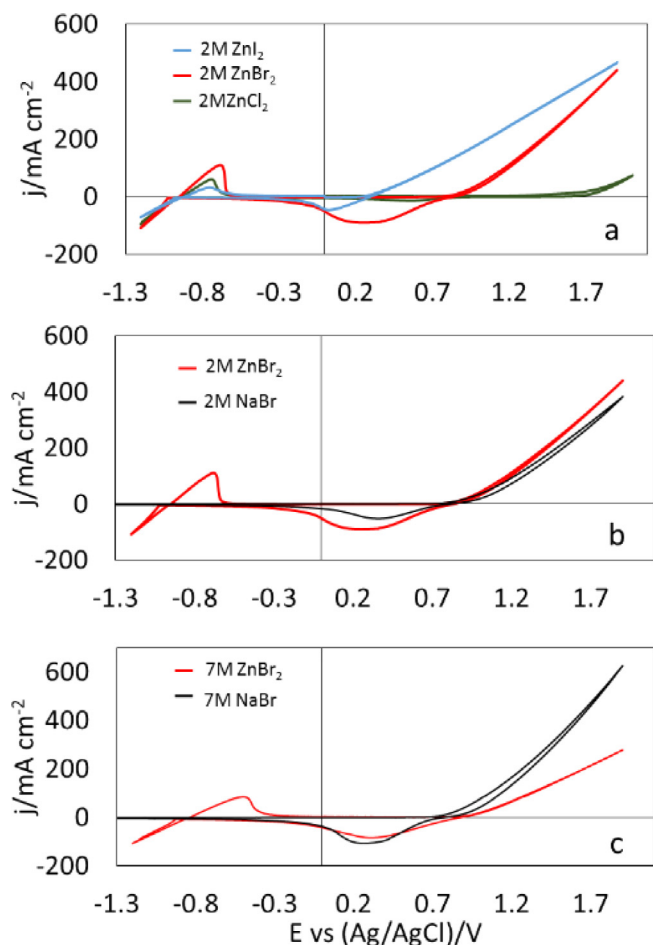 600
400
200
0
-200
j/mA cm-2
2M ZnI2
2M ZnBr2
2MZnCl2
a
-1.3 -0.8 -0.3 0.2 0.7 1.2 1.7
600
400
200
0
-200
j/mA cm-2
2M ZnBr2
2M NaBr
b
-1.3 -0.8 -0.3 0.2 0.7 1.2 1.7
600
400
200
0
-200
j/mA cm-2
7M ZnBr2
7M NaBr
c
-1.3 -0.8 -0.3 0.2 0.7 1.2 1.7
E vs (Ag/AgCl)/V